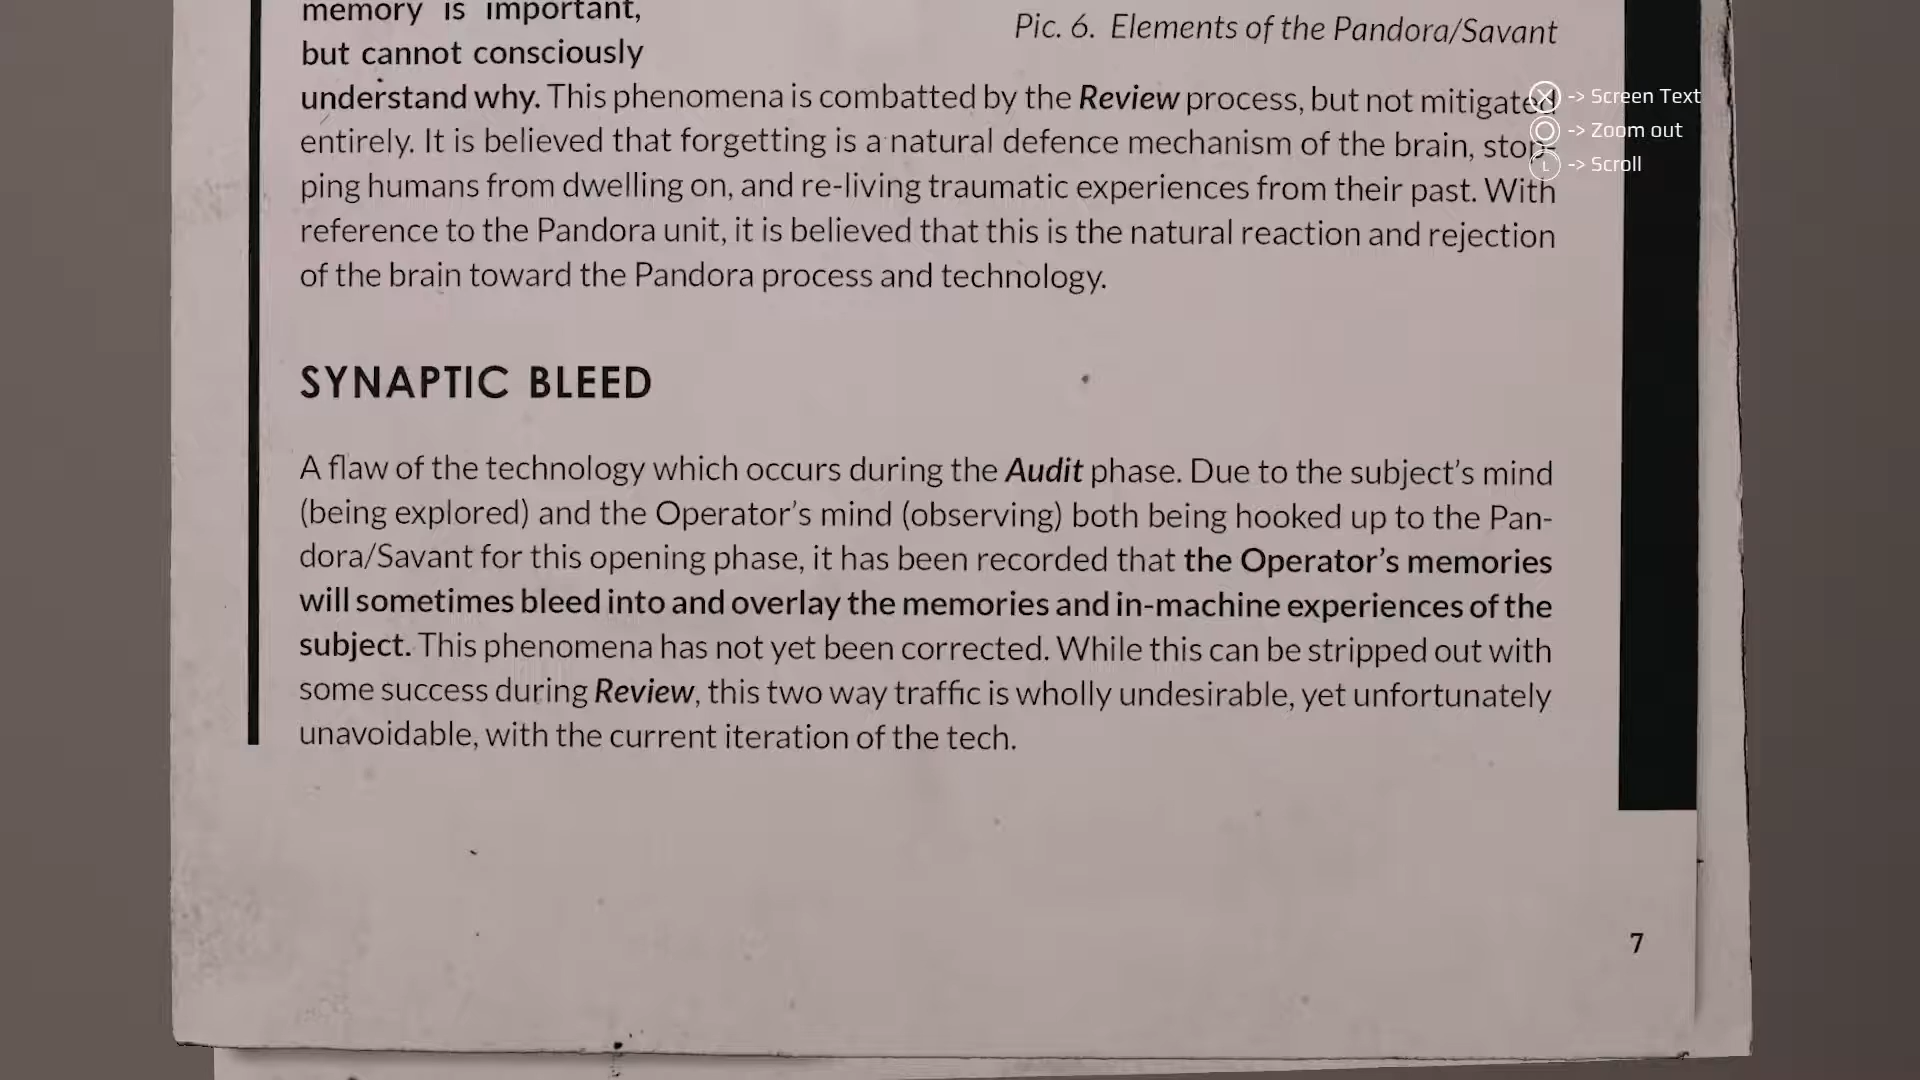 memory is important,
but cannot consciously
Pic. 6. Elements of the Pandora/Savant
understand why. This phenomena is combatted by the Review process, but not mitigated
entirely. It is believed that forgetting is a natural defence mechanism of the brain, stop-
ping humans from dwelling on, and re-living traumatic experiences from their past. With
reference to the Pandora unit, it is believed that this is the natural reaction and rejection
of the brain toward the Pandora process and technology.
-> Screen Text
-> Zoom out
L -> Scroll
SYNAPTIC BLEED
A flaw of the technology which occurs during the Audit phase. Due to the subject's mind
(being explored) and the Operator's mind (observing) both being hooked up to the Pan-
dora/Savant for this opening phase, it has been recorded that the Operator's memories
will sometimes bleed into and overlay the memories and in-machine experiences of the
subject. This phenomena has not yet been corrected. While this can be stripped out with
some success during Review, this two way traffic is wholly undesirable, yet unfortunately
unavoidable, with the current iteration of the tech.
7